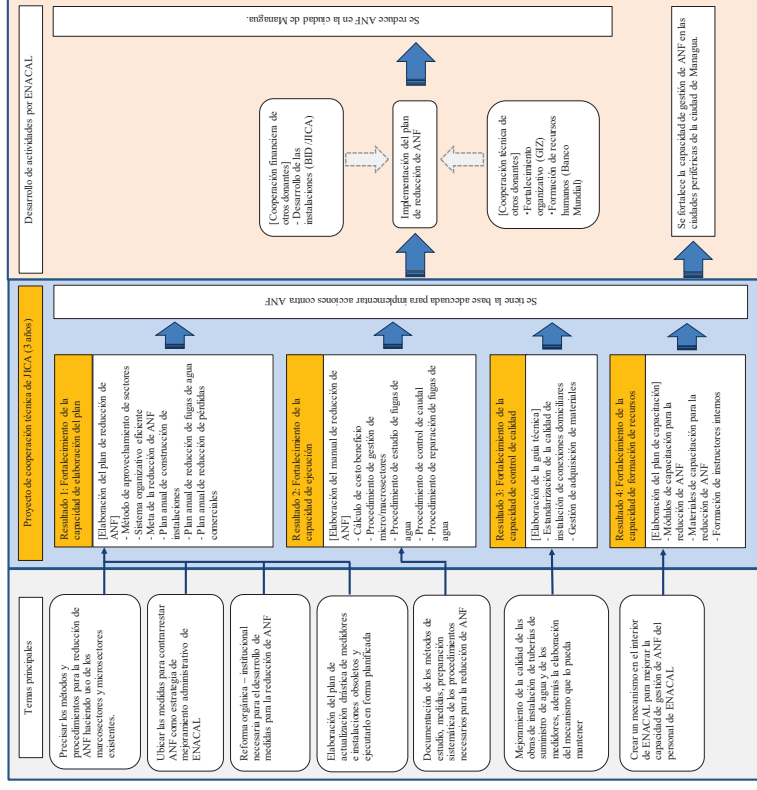 Temas principales
Precisar los métodos y
procedimientos para la reducción de
ANF haciendo uso de los
marcosectores y microsectores
existentes.
Ubicar las medidas para contrarrestar
ANF como estrategia de
mejoramiento administrativo de
ENACAL
Reforma orgánica – institucional
necesaria para el desarrollo de
medidas para la reducción de ANF
Elaboración del plan de
actualización drástica de medidores
e instalaciones obsoletos y
ejecutarlo en forma planificada
Documentación de los métodos de
estudio, medidas, preparación
sistemática de los procedimientos
necesarios para la reducción de ANF
Mejoramiento de la calidad de las
obras de instalación de tuberías de
suministro de agua y de los
medidores, además la elaboración
del mecanismo que lo pueda
mantener
Crear un mecanismo en el interior
de ENACAL para mejorar la
capacidad de gestión de ANF del
personal de ENACAL
Proyecto de cooperación técnica de JICA (3 años)
Resultado 1: Fortalecimiento de la
capacidad de elaboración del plan
[Elaboración del plan de reducción de
ANF]
- Método de aprovechamiento de sectores
- Sistema organizativo eficiente
- Meta de la reducción de ANF
- Plan anual de construcción de
instalaciones
- Plan anual de reducción de fugas de agua
- Plan anual de reducción de pérdidas
comerciales
Resultado 2: Fortalecimiento de la
capacidad de ejecución
[Elaboración del manual de reducción de
ANF]
- Cálculo de costo beneficio
- Procedimiento de gestión de
micro/macrosectores
- Procedimiento de estudio de fugas de
agua
- Procedimiento de control de caudal
- Procedimiento de reparación de fugas de
agua
Resultado 3: Fortalecimiento de la
capacidad de control de calidad
[Elaboración de la guía técnica]
- Estandarización de la calidad de
instalación de conexiones domiciliares
- Gestión de adquisición de materiales
Resultado 4: Fortalecimiento de la
capacidad de formación de recursos
[Elaboración del plan de capacitación]
- Módulos de capacitación para la
reducción de ANF
- Materiales de capacitación para la
reducción de ANF
- Formación de instructores internos
Se tiene la base adecuada para implementar acciones contra ANF
Desarrollo de actividades por ENACAL
[Cooperación financiera de
otros donantes]
- Desarrollo de las
instalaciones (BID /JICA)
Implementación del plan
de reducción de ANF
[Cooperación técnica de
otros donantes]
・Fortalecimiento
organizativo (GIZ)
・Formación de recursos
humanos (Banco
Mundial)
Se reduce ANF en la ciudad de Managua.
Se fortalece la capacidad de gestión de ANF en las
ciudades periféricas de la ciudad de Managua.